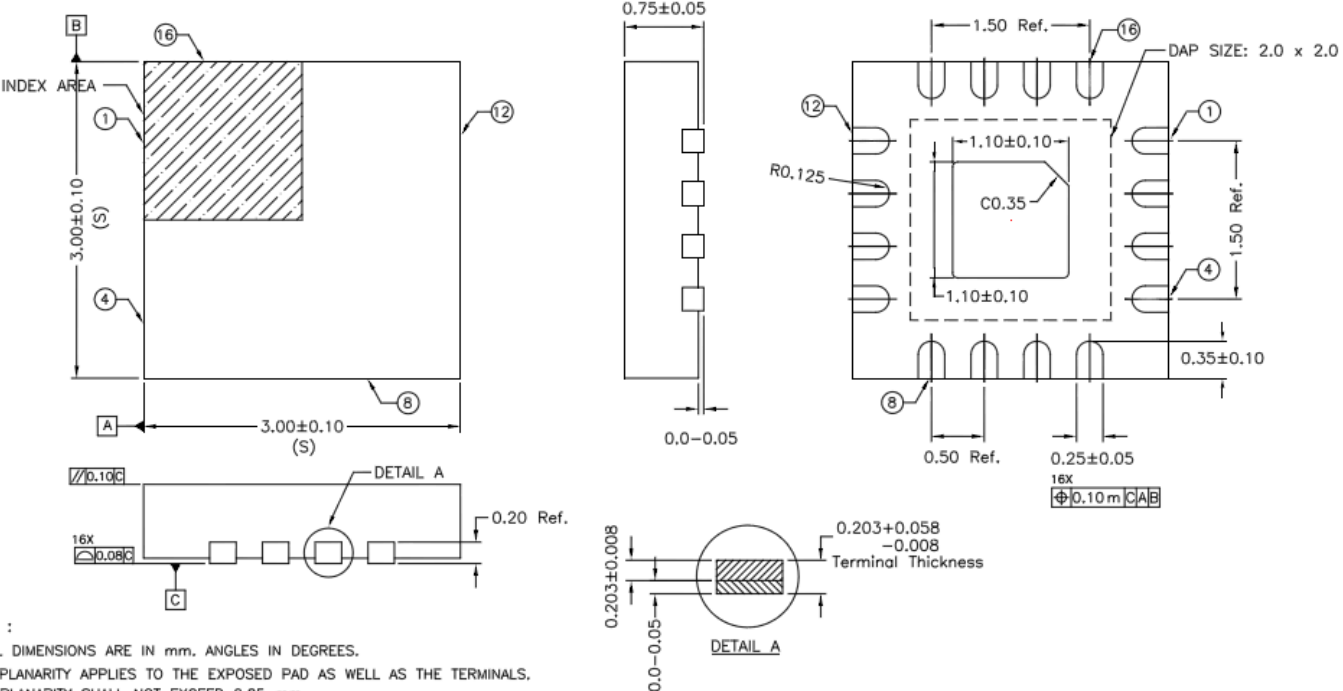 B
16
INDEX AREA
1
12
3.00±0.10
(S)
4
8
A
3.00±0.10
(S)
0.75±0.05
0.0-0.05
1.50 Ref.
16
DAP SIZE: 2.0 x 2.0
12
1
1.10±0.10
R0.125
C0.35
1.50 Ref.
4
1.10±0.10
0.35±0.10
8
0.50 Ref.
0.25±0.05
16X
⌖ 0.10 m C A B
// 0.10 C
DETAIL A
0.20 Ref.
16X
⌓ 0.08 C
C
0.203±0.008
0.203+0.058
-0.008
Terminal Thickness
0.0-0.05
DETAIL A
:
DIMENSIONS ARE IN mm. ANGLES IN DEGREES.
PLANARITY APPLIES TO THE EXPOSED PAD AS WELL AS THE TERMINALS.